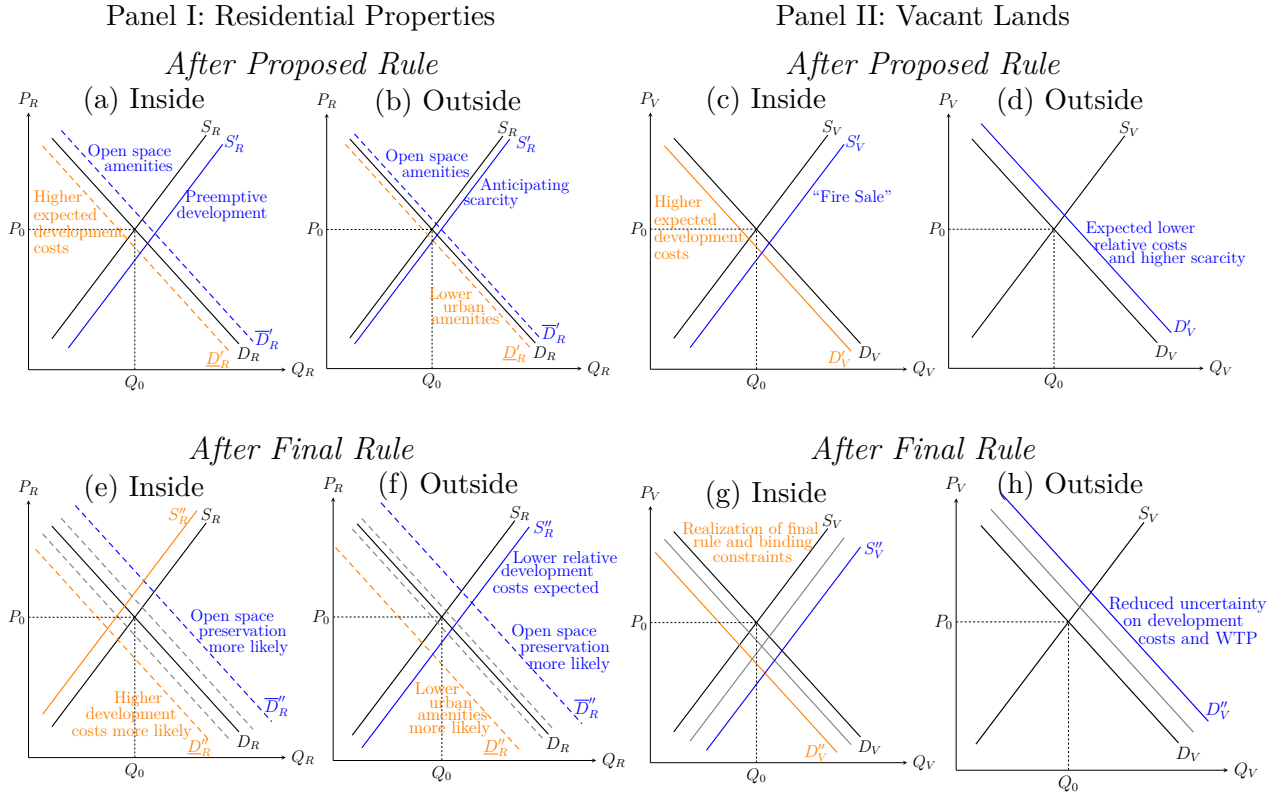 Panel I: Residential Properties
Panel II: Vacant Lands
After Proposed Rule
After Proposed Rule
(a) Inside
P_R
S_R
S′_R
Open space
amenities
Preemptive
development
Higher
expected
development
costs
P_0
D̅′_R
D_R
D̲′_R
Q_R
Q_0
(b) Outside
P_R
S_R
S′_R
Open space
amenities
Anticipating
scarcity
Lower
urban
amenities
D̅′_R
D_R
D̲′_R
Q_R
Q_0
(c) Inside
P_V
S_V
S′_V
“Fire Sale”
Higher
expected
development
costs
P_0
D_V
D′_V
Q_V
Q_0
(d) Outside
P_V
S_V
P_0
Expected lower
relative costs
and higher scarcity
D′_V
D_V
Q_V
Q_0
After Final Rule
After Final Rule
(e) Inside
P_R
S″_R
S_R
P_0
Open space
preservation
more likely
Higher
development
costs more likely
D̅″_R
D_R
D̲″_R
Q_R
Q_0
(f) Outside
P_R
S_R
S″_R
Lower relative
development
costs expected
Open space
preservation
more likely
Lower
urban
amenities
more likely
D̅″_R
D_R
D̲″_R
Q_R
Q_0
(g) Inside
P_V
Realization of final
rule and binding
constraints
S_V
S″_V
P_0
D_V
D″_V
Q_V
Q_0
(h) Outside
P_V
S_V
P_0
Reduced uncertainty
on development
costs and WTP
D″_V
D_V
Q_V
Q_0